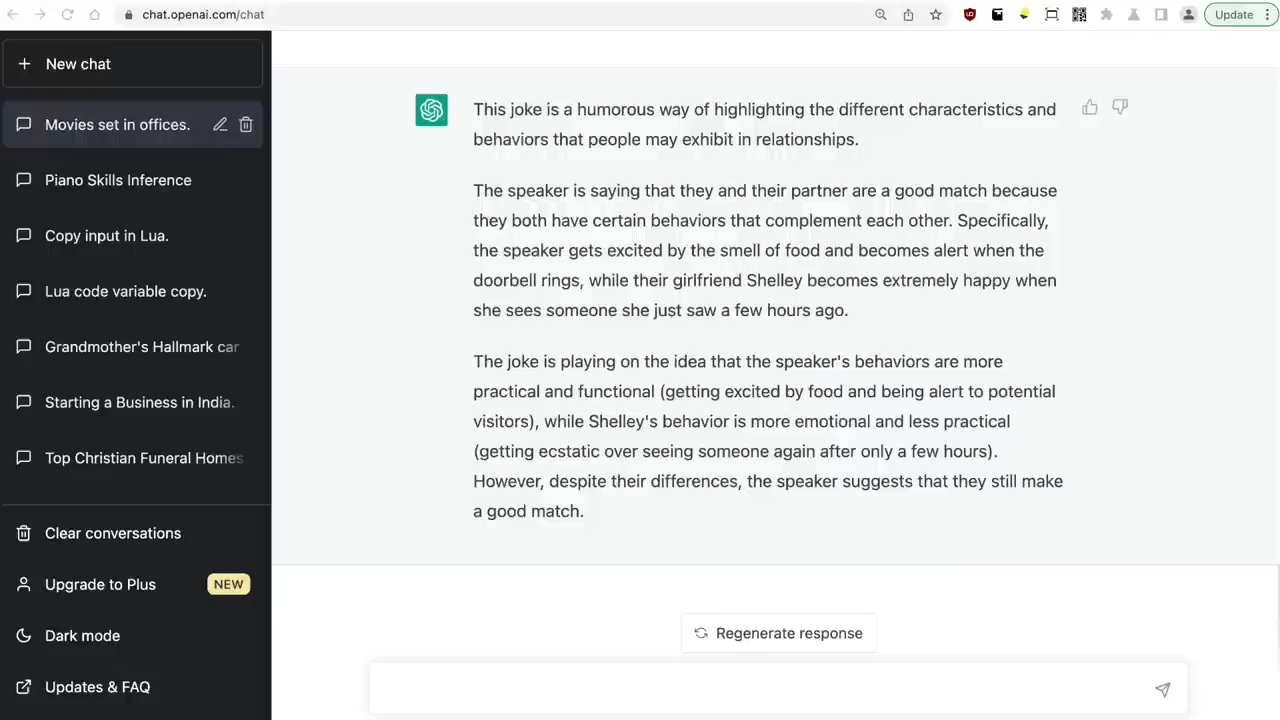 chat.openai.com/chat
Update
New chat
Movies set in offices.
Piano Skills Inference
Copy input in Lua.
Lua code variable copy.
Grandmother's Hallmark car
Starting a Business in India.
Top Christian Funeral Homes
Clear conversations
Upgrade to Plus NEW
Dark mode
Updates & FAQ
This joke is a humorous way of highlighting the different characteristics and
behaviors that people may exhibit in relationships.
The speaker is saying that they and their partner are a good match because
they both have certain behaviors that complement each other. Specifically,
the speaker gets excited by the smell of food and becomes alert when the
doorbell rings, while their girlfriend Shelley becomes extremely happy when
she sees someone she just saw a few hours ago.
The joke is playing on the idea that the speaker's behaviors are more
practical and functional (getting excited by food and being alert to potential
visitors), while Shelley's behavior is more emotional and less practical
(getting ecstatic over seeing someone again after only a few hours).
However, despite their differences, the speaker suggests that they still make
a good match.
Regenerate response